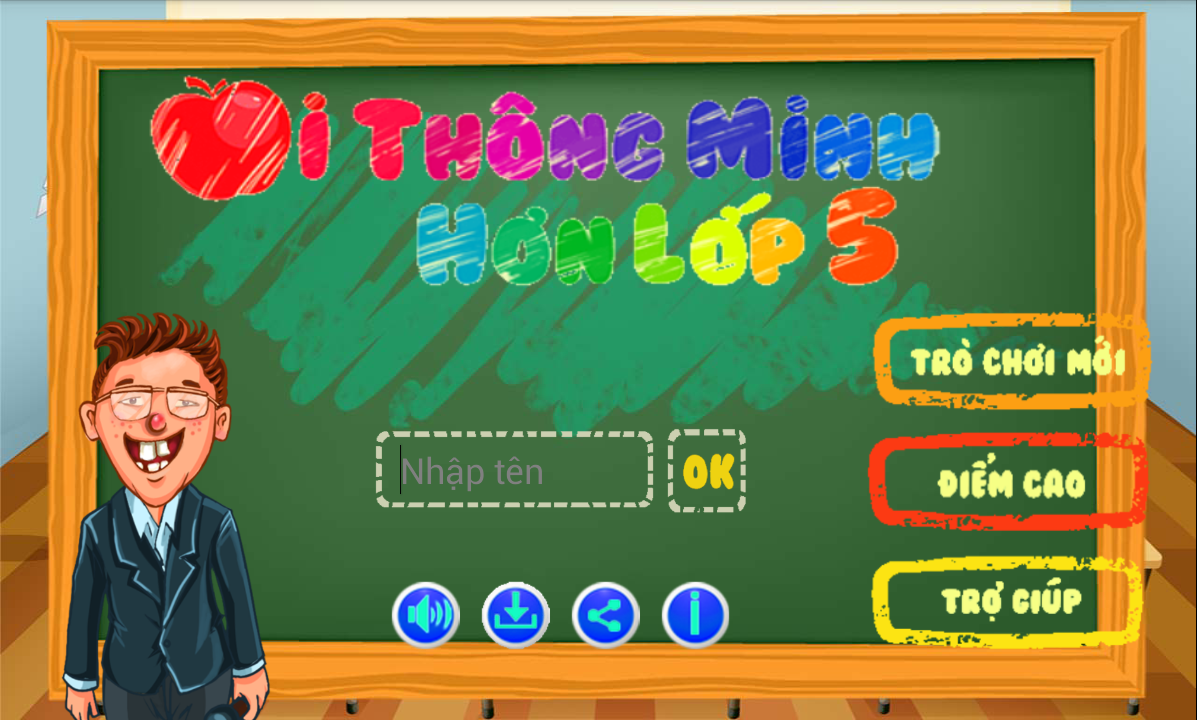 Ai THÔNG MINH
HƠN LỚP 5
TRÒ CHƠI MỚI
Nhập tên
OK
ĐIỂM CAO
TRỢ GIÚP